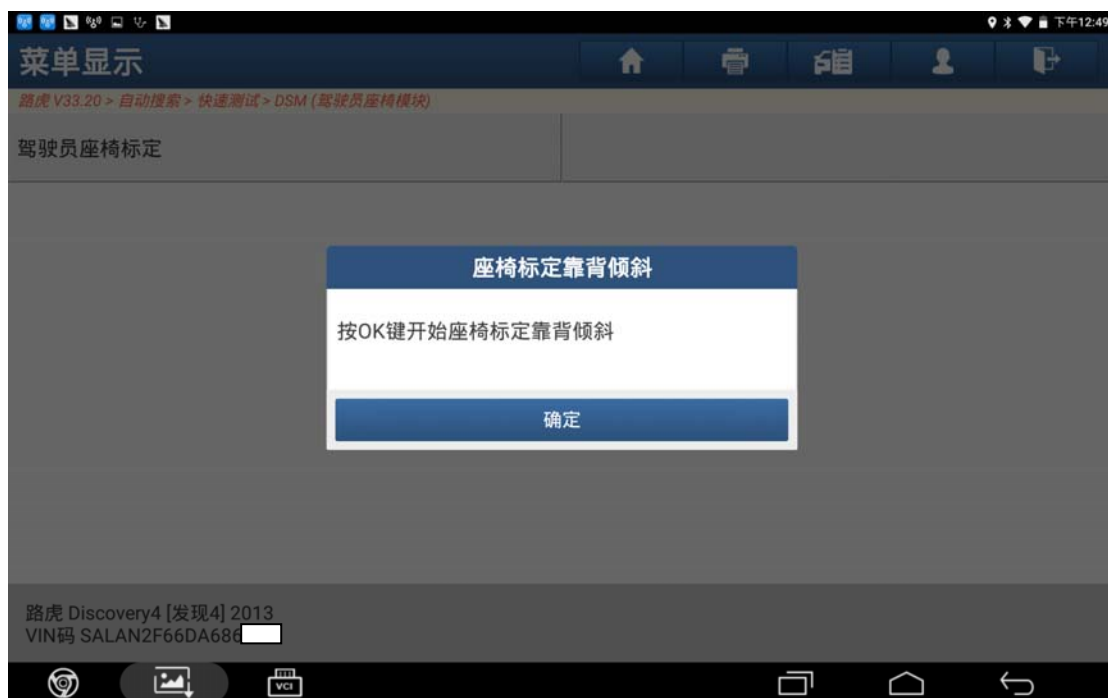 下午12:49
菜单显示
路虎 V33.20 > 自动搜索 > 快速测试 > DSM (驾驶员座椅模块)
驾驶员座椅标定
座椅标定靠背倾斜
按OK键开始座椅标定靠背倾斜
确定
路虎 Discovery4 [发现4] 2013
VIN码 SALAN2F66DA686
VCI